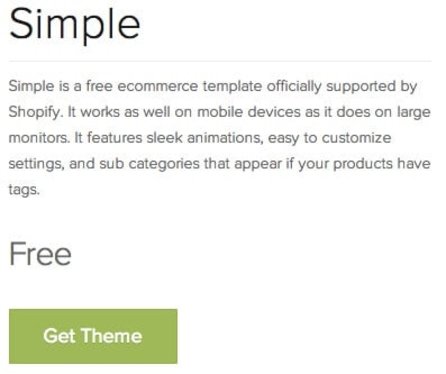 Simple
Simple is a free ecommerce template officially supported by
Shopify. It works as well on mobile devices as it does on large
monitors. It features sleek animations, easy to customize
settings, and sub categories that appear if your products have
tags.
Free
Get Theme